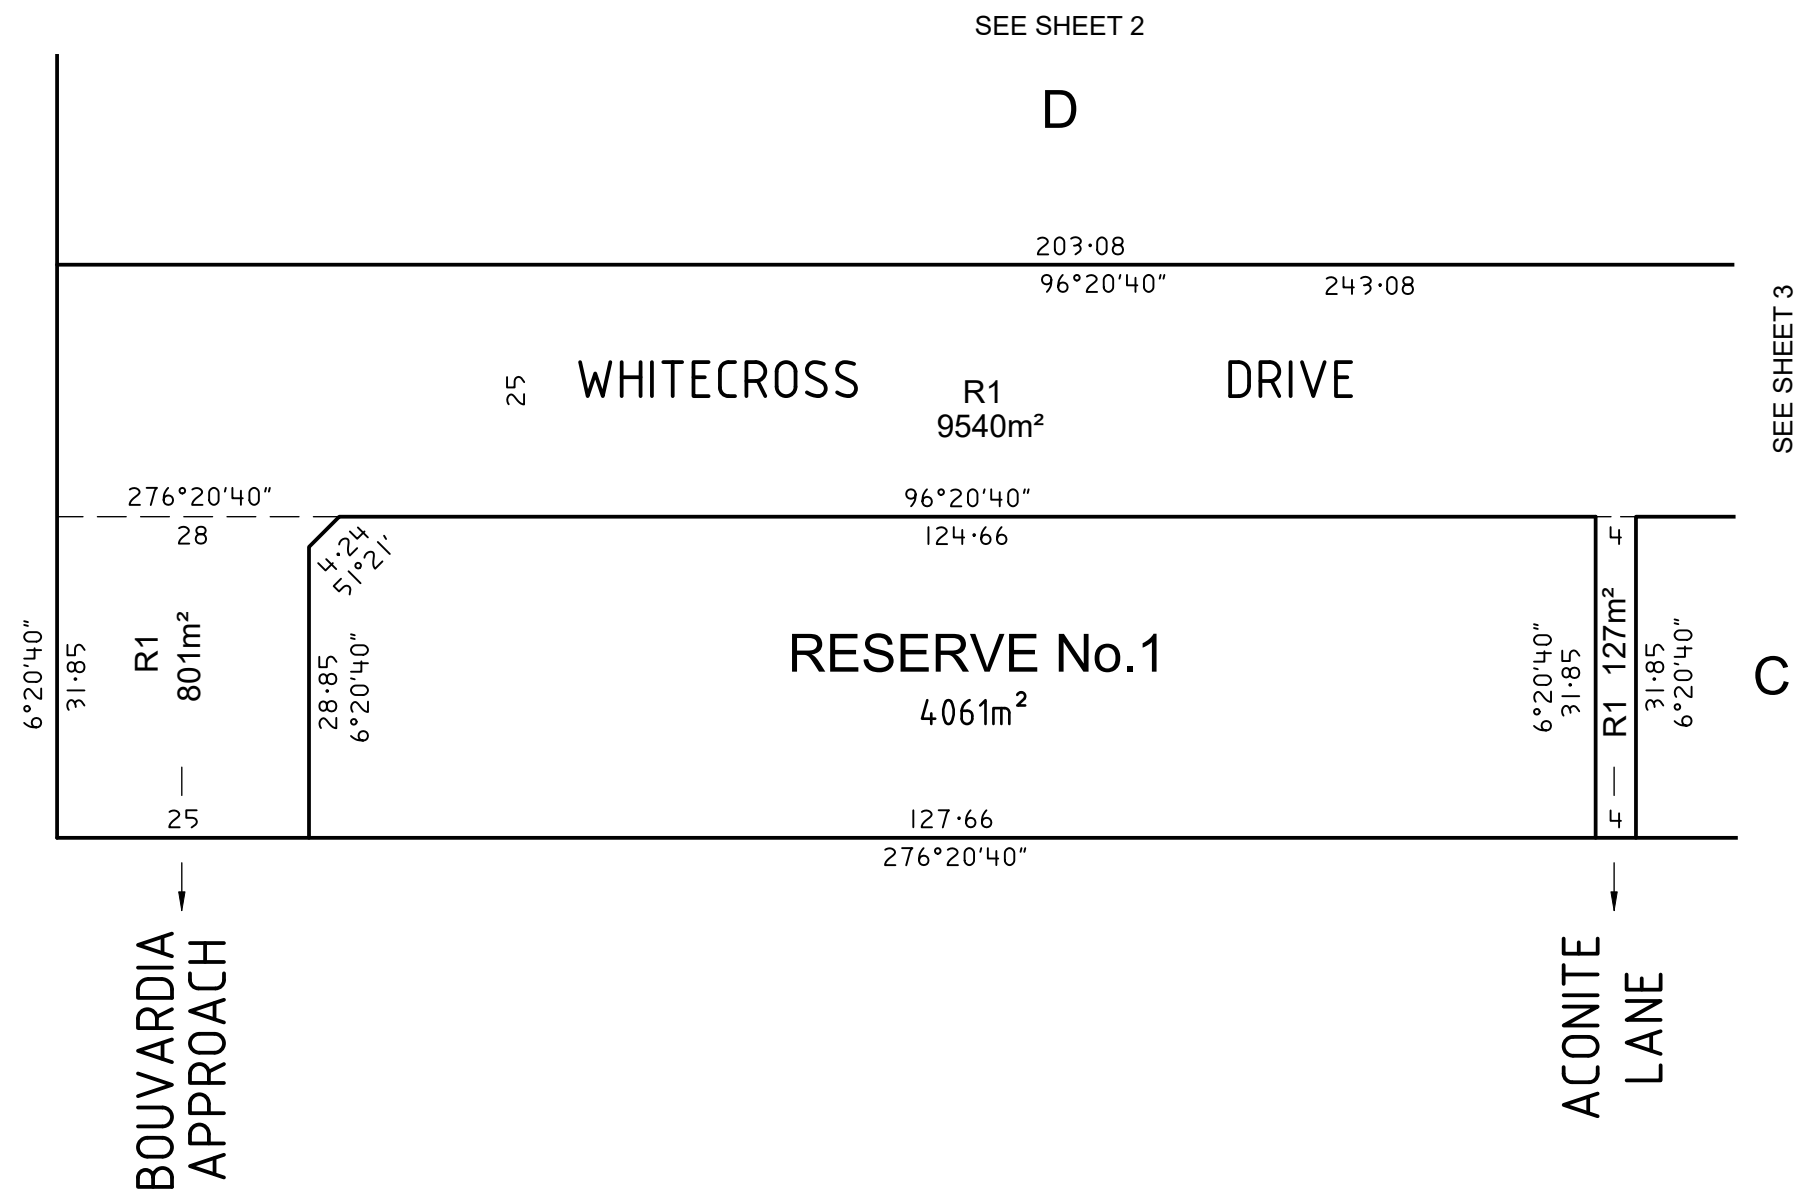 SEE SHEET 2
D
203·08
96°20'40"
243·08
SEE SHEET 3
WHITECROSS DRIVE
25
R1
9540m²
276°20'40"
28
96°20'40"
124·66
4
4·24
51°21'
6°20'40"
31·85
R1
801m²
28·85
6°20'40"
RESERVE No.1
4061m²
6°20'40"
31·85
R1 127m²
31·85
6°20'40"
C
25
127·66
4
276°20'40"
BOUVARDIA
APPROACH
ACONITE
LANE